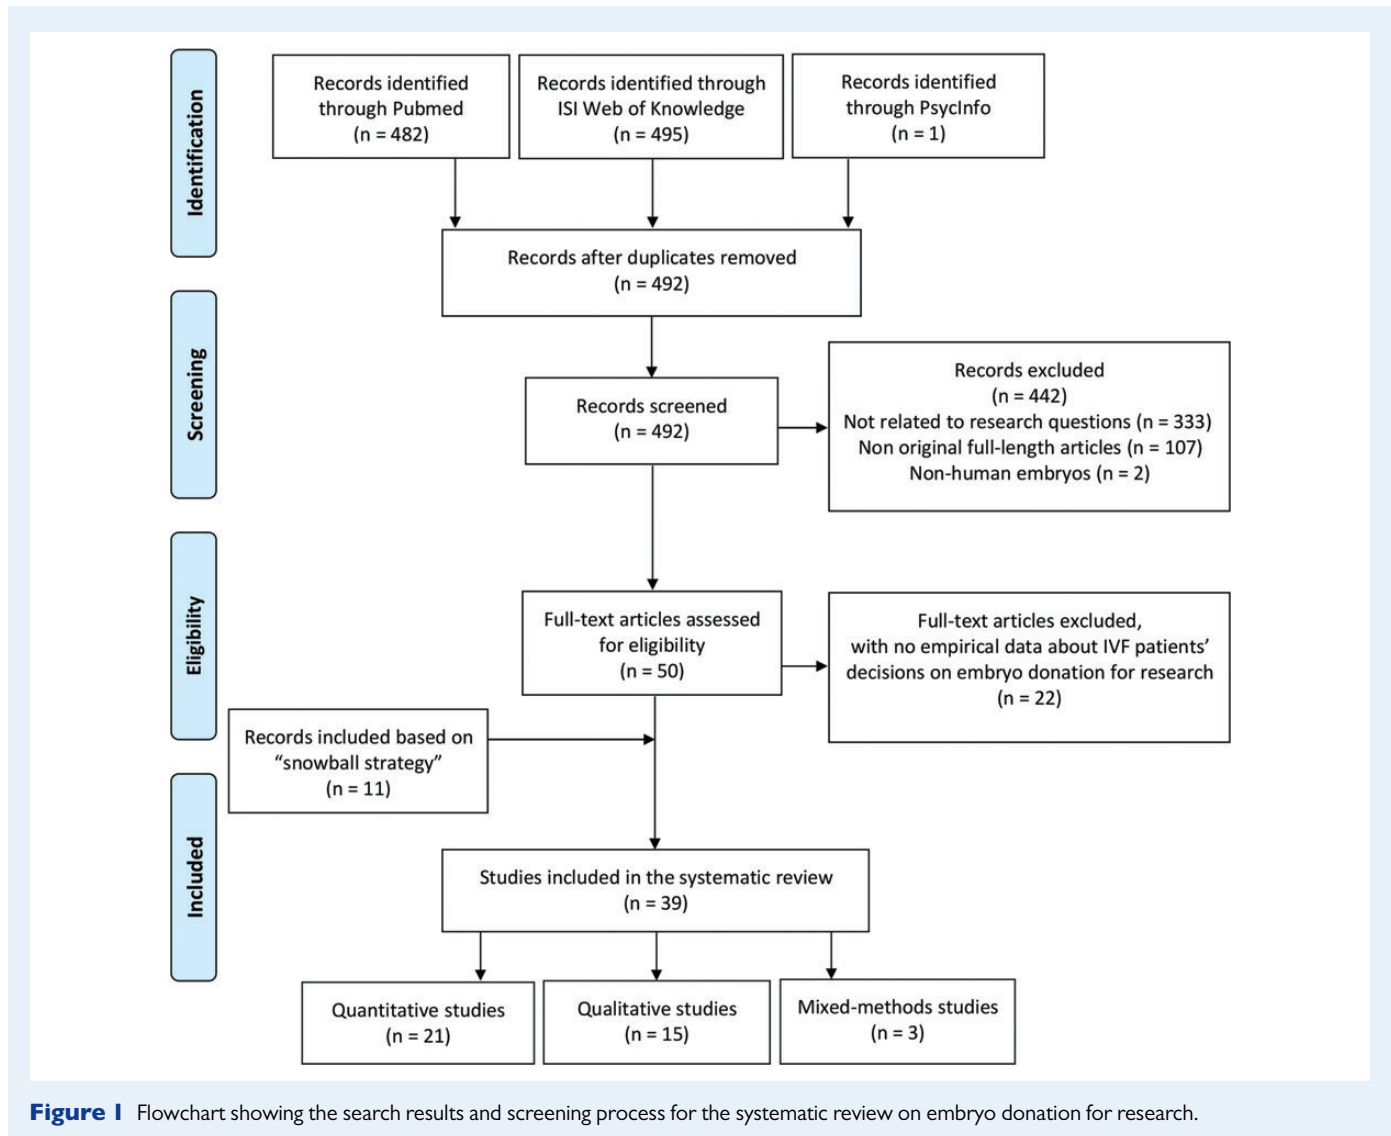 Identification
Records identified
through Pubmed
(n = 482)
Records identified through
ISI Web of Knowledge
(n = 495)
Records identified
through PsycInfo
(n = 1)
Records after duplicates removed
(n = 492)
Screening
Records screened
(n = 492)
Records excluded
(n = 442)
Not related to research questions (n = 333)
Non original full-length articles (n = 107)
Non-human embryos (n = 2)
Eligibility
Full-text articles assessed
for eligibility
(n = 50)
Full-text articles excluded,
with no empirical data about IVF patients’
decisions on embryo donation for research
(n = 22)
Records included based on
“snowball strategy”
(n = 11)
Included
Studies included in the systematic review
(n = 39)
Quantitative studies
(n = 21)
Qualitative studies
(n = 15)
Mixed-methods studies
(n = 3)
Figure 1 Flowchart showing the search results and screening process for the systematic review on embryo donation for research.